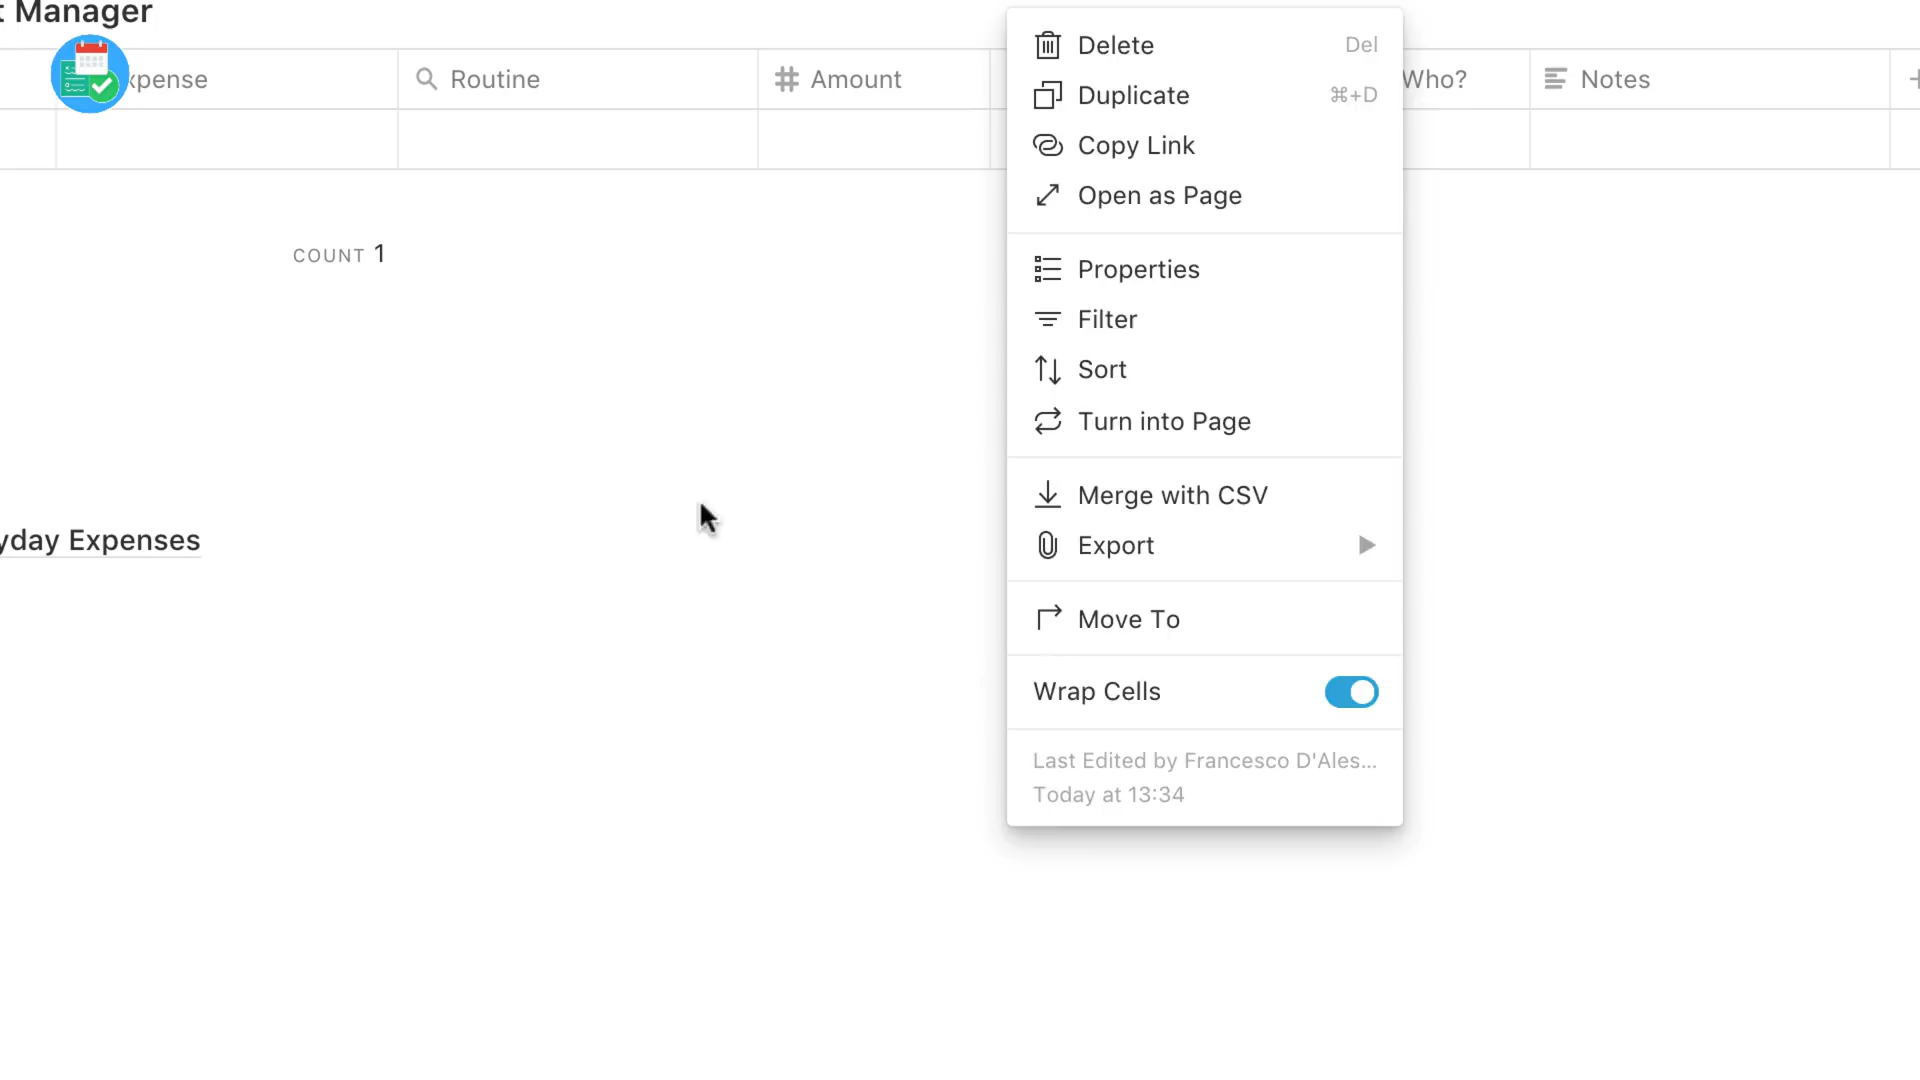 t Manager
xpense
Routine
Amount
Who?
Notes
COUNT 1
yday Expenses
Delete Del
Duplicate ⌘+D
Copy Link
Open as Page
Properties
Filter
Sort
Turn into Page
Merge with CSV
Export
Move To
Wrap Cells
Last Edited by Francesco D'Ales...
Today at 13:34